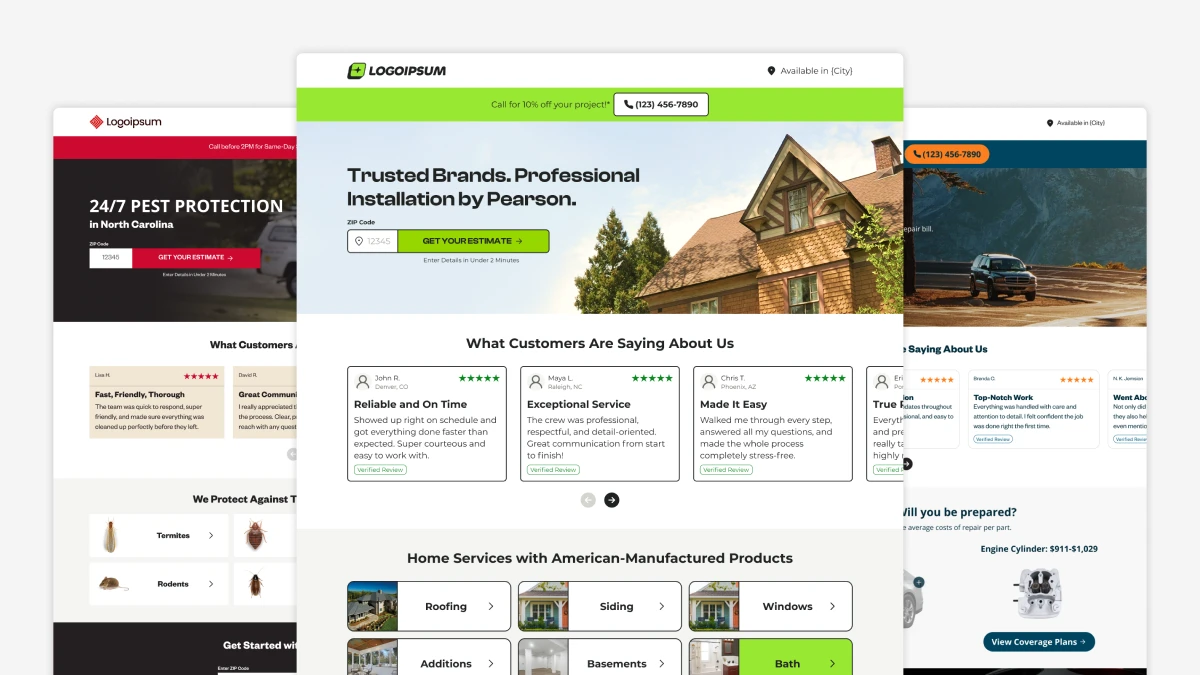 Logoipsum
Call before 2PM for Same-Day
24/7 PEST PROTECTION
in North Carolina
ZIP Code
12345
GET YOUR ESTIMATE →
Enter Details in Under 2 Minutes
What Customers
Lisa H.
★★★★★
Fast, Friendly, Thorough
The team was quick to respond, super
friendly, and made sure everything was
cleaned up perfectly before they left.
David R.
Great Communi
I really appreciated t
the process. Clear, p
reach with any quest
We Protect Against T
Termites
Rodents
Get Started wit
Enter ZIP Code
LOGOIPSUM
Available in {City}
Call for 10% off your project!*
(123) 456-7890
Trusted Brands. Professional
Installation by Pearson.
ZIP Code
12345
GET YOUR ESTIMATE →
Enter Details in Under 2 Minutes
What Customers Are Saying About Us
John R.
Denver, CO
★★★★★
Reliable and On Time
Showed up right on schedule and
got everything done faster than
expected. Super courteous and
easy to work with.
Verified Review
Maya L.
Raleigh, NC
★★★★★
Exceptional Service
The crew was professional,
respectful, and detail-oriented.
Great communication from start
to finish!
Verified Review
Chris T.
Phoenix, AZ
★★★★★
Made It Easy
Walked me through every step,
answered all my questions, and
made the whole process
completely stress-free.
Verified Review
Eri
Por
True P
Everyth
and pre
really ta
highly r
Verified
Home Services with American-Manufactured Products
Roofing
Siding
Windows
Additions
Basements
Bath
Available in {City}
(123) 456-7890
epair bill.
e Saying About Us
★★★★★
ion
dates throughout
sional, and easy to
Branda C.
★★★★★
Top-Notch Work
Everything was handled with care and
attention to detail. I felt confident the job
was done right the first time.
Verified Review
N.K. Jemison
Went Abo
Not only did
they also hel
even mentio
Verified Revie
Will you be prepared?
e average costs of repair per part.
Engine Cylinder: $911-$1,029
View Coverage Plans →